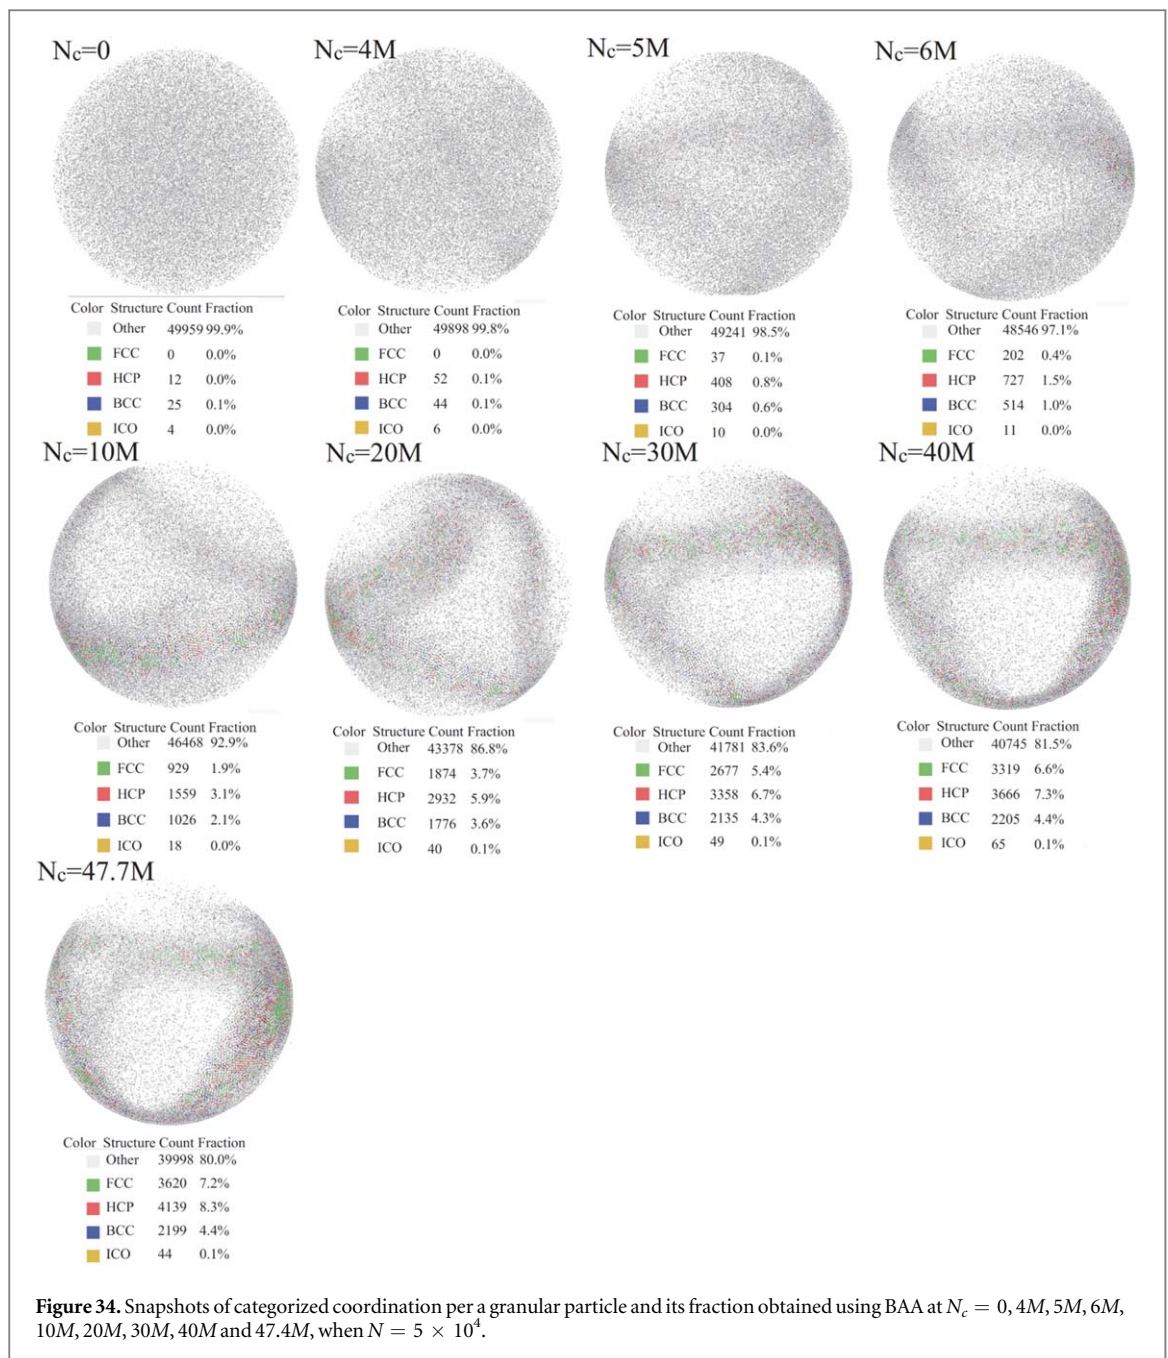 Nc=0
Nc=4M
Nc=5M
Nc=6M
Color Structure Count Fraction
Other 49959 99.9%
FCC 0 0.0%
HCP 12 0.0%
BCC 25 0.1%
ICO 4 0.0%
Color Structure Count Fraction
Other 49898 99.8%
FCC 0 0.0%
HCP 52 0.1%
BCC 44 0.1%
ICO 6 0.0%
Color Structure Count Fraction
Other 49241 98.5%
FCC 37 0.1%
HCP 408 0.8%
BCC 304 0.6%
ICO 10 0.0%
Color Structure Count Fraction
Other 48546 97.1%
FCC 202 0.4%
HCP 727 1.5%
BCC 514 1.0%
ICO 11 0.0%
Nc=10M
Nc=20M
Nc=30M
Nc=40M
Color Structure Count Fraction
Other 46468 92.9%
FCC 929 1.9%
HCP 1559 3.1%
BCC 1026 2.1%
ICO 18 0.0%
Color Structure Count Fraction
Other 43378 86.8%
FCC 1874 3.7%
HCP 2932 5.9%
BCC 1776 3.6%
ICO 40 0.1%
Color Structure Count Fraction
Other 41781 83.6%
FCC 2677 5.4%
HCP 3358 6.7%
BCC 2135 4.3%
ICO 49 0.1%
Color Structure Count Fraction
Other 40745 81.5%
FCC 3319 6.6%
HCP 3666 7.3%
BCC 2205 4.4%
ICO 65 0.1%
Nc=47.7M
Color Structure Count Fraction
Other 39998 80.0%
FCC 3620 7.2%
HCP 4139 8.3%
BCC 2199 4.4%
ICO 44 0.1%
Figure 34. Snapshots of categorized coordination per a granular particle and its fraction obtained using BAA at Nc = 0, 4M, 5M, 6M,
10M, 20M, 30M, 40M and 47.4M, when N = 5 × 10⁴.